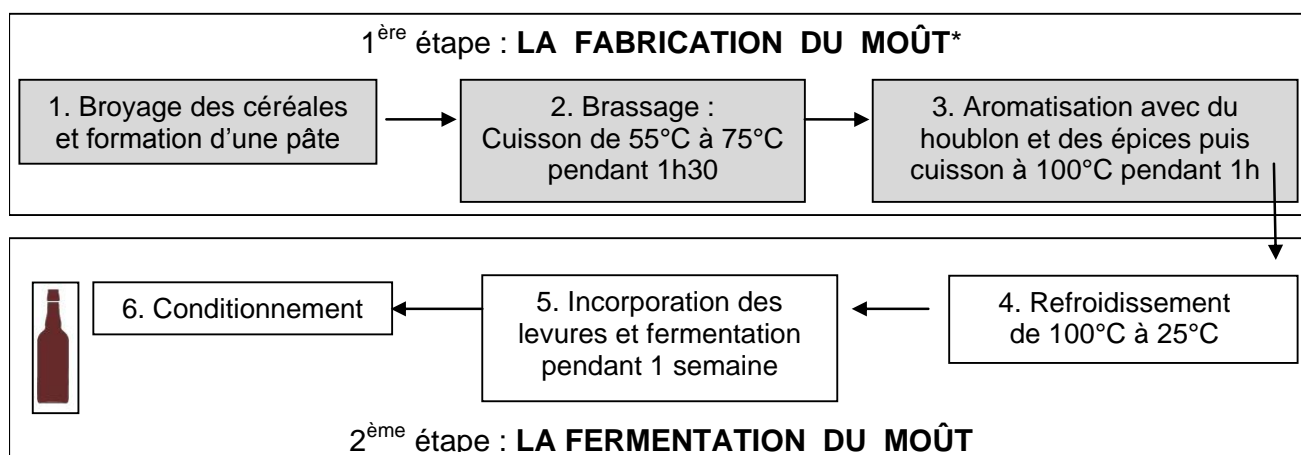 1ère étape : LA FABRICATION DU MOÛT*
1. Broyage des céréales
et formation d'une pâte
2. Brassage :
Cuisson de 55°C à 75°C
pendant 1h30
3. Aromatisation avec du
houblon et des épices puis
cuisson à 100°C pendant 1h
4. Refroidissement
de 100°C à 25°C
5. Incorporation des
levures et fermentation
pendant 1 semaine
6. Conditionnement
2ème étape : LA FERMENTATION DU MOÛT